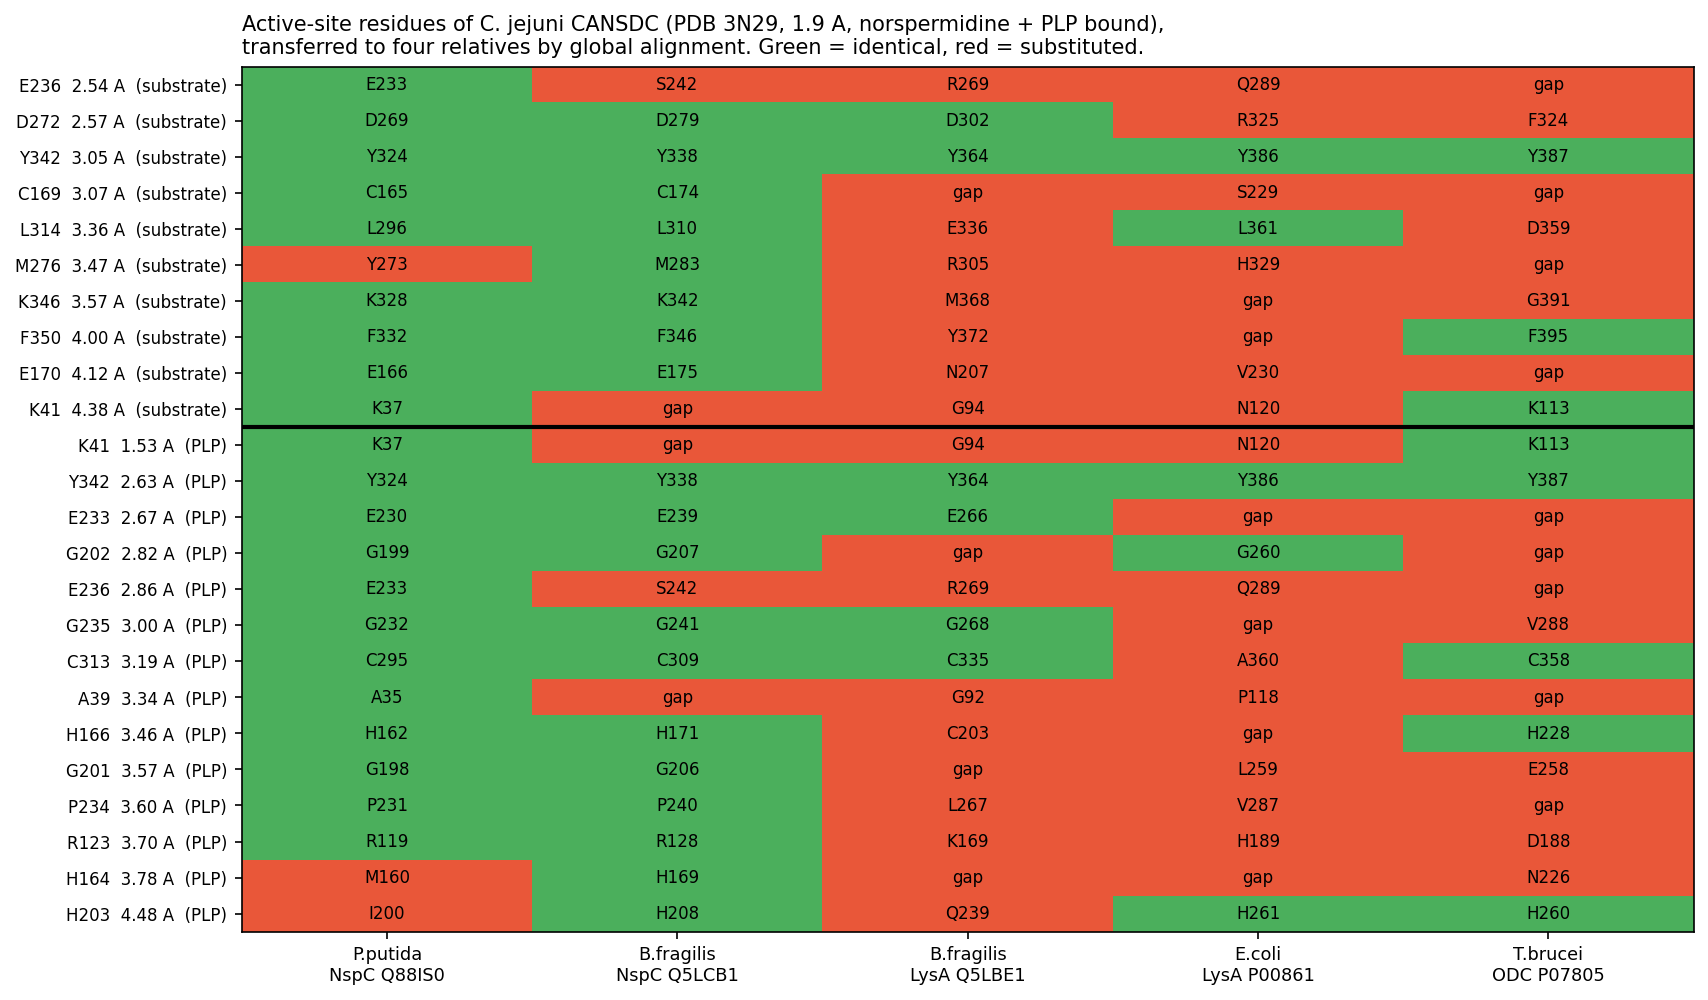 Active-site residues of C. jejuni CANSDC (PDB 3N29, 1.9 A, norspermidine + PLP bound),
transferred to four relatives by global alignment. Green = identical, red = substituted.
E236 2.54 A (substrate) E233 S242 R269 Q289 gap
D272 2.57 A (substrate) D269 D279 D302 R325 F324
Y342 3.05 A (substrate) Y324 Y338 Y364 Y386 Y387
C169 3.07 A (substrate) C165 C174 gap S229 gap
L314 3.36 A (substrate) L296 L310 E336 L361 D359
M276 3.47 A (substrate) Y273 M283 R305 H329 gap
K346 3.57 A (substrate) K328 K342 M368 gap G391
F350 4.00 A (substrate) F332 F346 Y372 gap F395
E170 4.12 A (substrate) E166 E175 N207 V230 gap
K41 4.38 A (substrate) K37 gap G94 N120 K113
K41 1.53 A (PLP) K37 gap G94 N120 K113
Y342 2.63 A (PLP) Y324 Y338 Y364 Y386 Y387
E233 2.67 A (PLP) E230 E239 E266 gap gap
G202 2.82 A (PLP) G199 G207 gap G260 gap
E236 2.86 A (PLP) E233 S242 R269 Q289 gap
G235 3.00 A (PLP) G232 G241 G268 gap V288
C313 3.19 A (PLP) C295 C309 C335 A360 C358
A39 3.34 A (PLP) A35 gap G92 P118 gap
H166 3.46 A (PLP) H162 H171 C203 gap H228
G201 3.57 A (PLP) G198 G206 gap L259 E258
P234 3.60 A (PLP) P231 P240 L267 V287 gap
R123 3.70 A (PLP) R119 R128 K169 H189 D188
H164 3.78 A (PLP) M160 H169 gap gap N226
H203 4.48 A (PLP) I200 H208 Q239 H261 H260
P.putida B.fragilis B.fragilis E.coli T.brucei
NspC Q88IS0 NspC Q5LCB1 LysA Q5LBE1 LysA P00861 ODC P07805